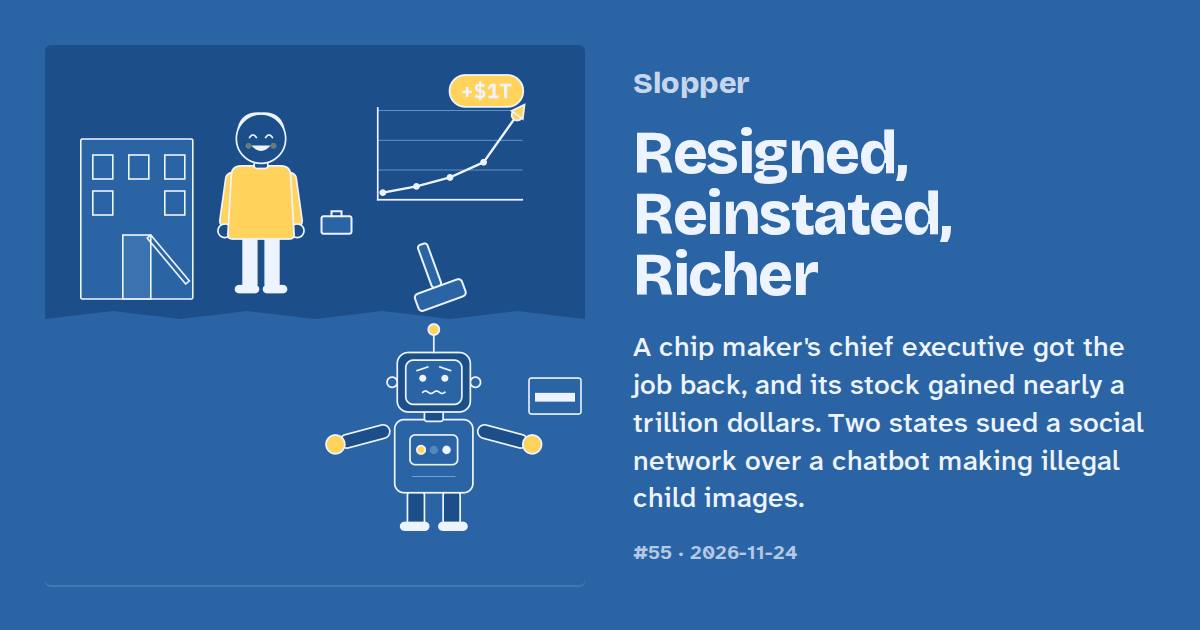 +$1T
Slopper
Resigned,
Reinstated,
Richer
A chip maker's chief executive got the
job back, and its stock gained nearly a
trillion dollars. Two states sued a social
network over a chatbot making illegal
child images.
#55 · 2026-11-24